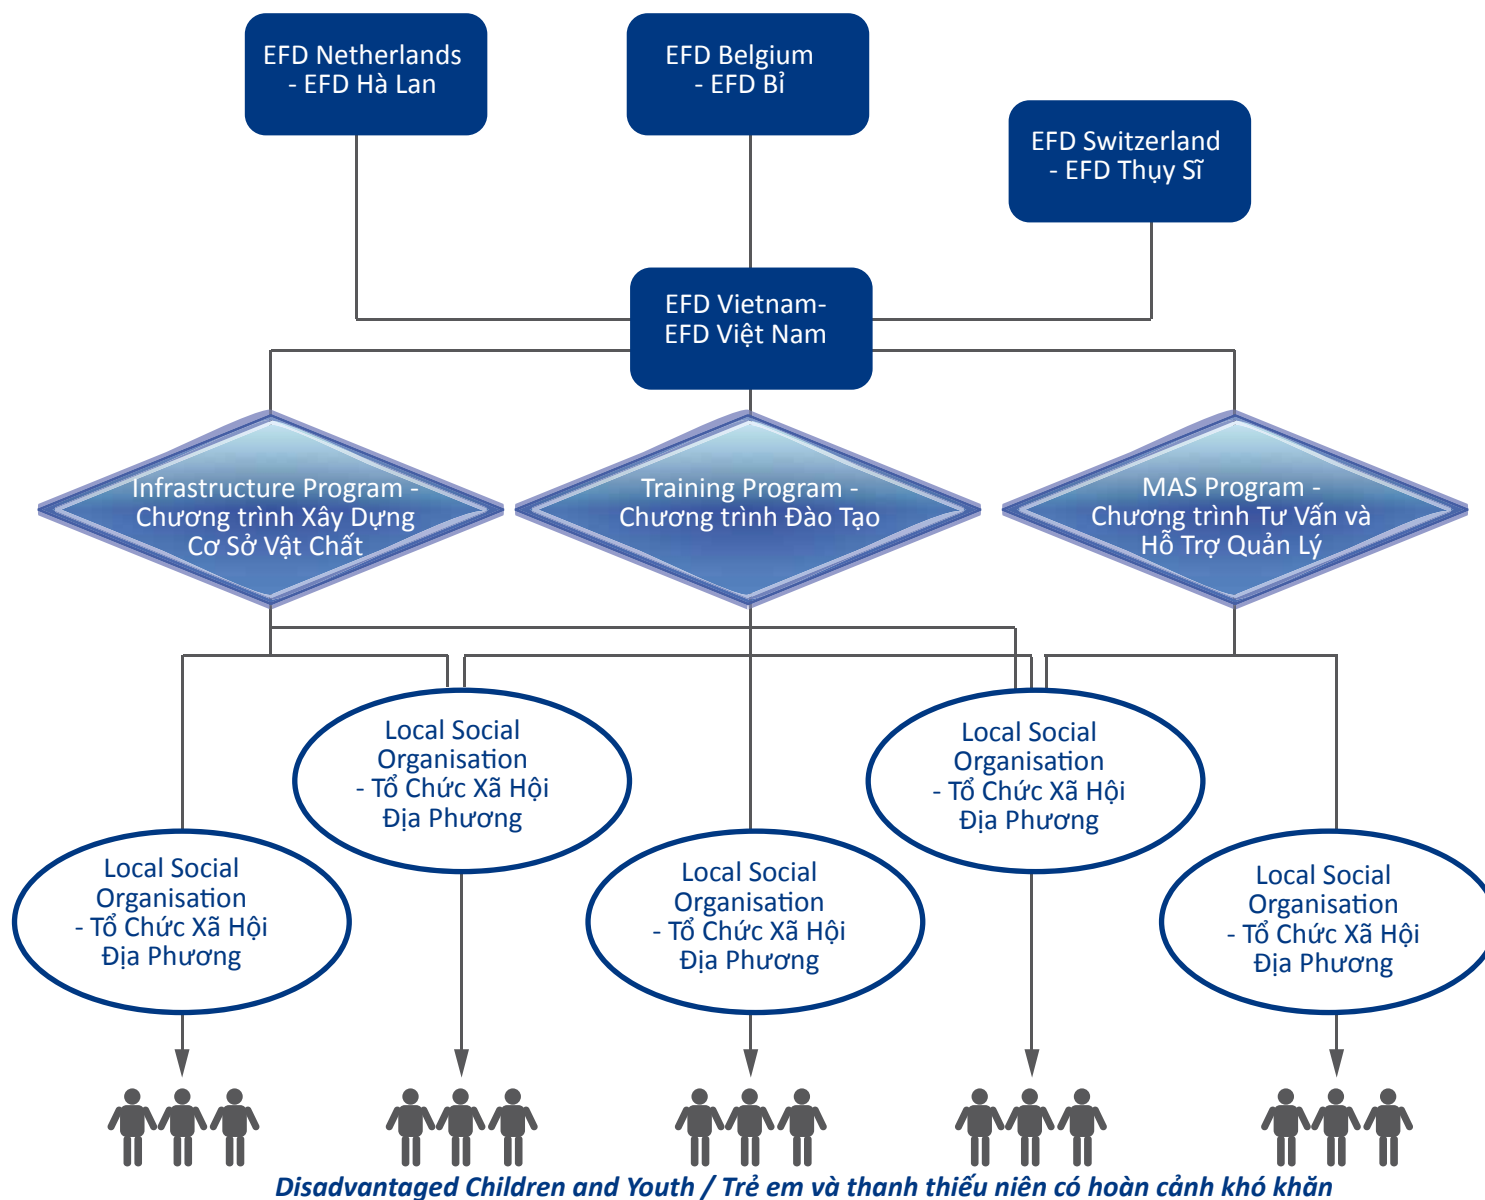 EFD Netherlands
- EFD Hà Lan
EFD Belgium
- EFD Bỉ
EFD Switzerland
- EFD Thụy Sĩ
EFD Vietnam-
EFD Việt Nam
Infrastructure Program -
Chương trình Xây Dựng
Cơ Sở Vật Chất
Training Program -
Chương trình Đào Tạo
MAS Program -
Chương trình Tư Vấn và
Hỗ Trợ Quản Lý
Local Social
Organisation
- Tổ Chức Xã Hội
Địa Phương
Local Social
Organisation
- Tổ Chức Xã Hội
Địa Phương
Local Social
Organisation
- Tổ Chức Xã Hội
Địa Phương
Local Social
Organisation
- Tổ Chức Xã Hội
Địa Phương
Local Social
Organisation
- Tổ Chức Xã Hội
Địa Phương
Disadvantaged Children and Youth / Trẻ em và thanh thiếu niên có hoàn cảnh khó khăn